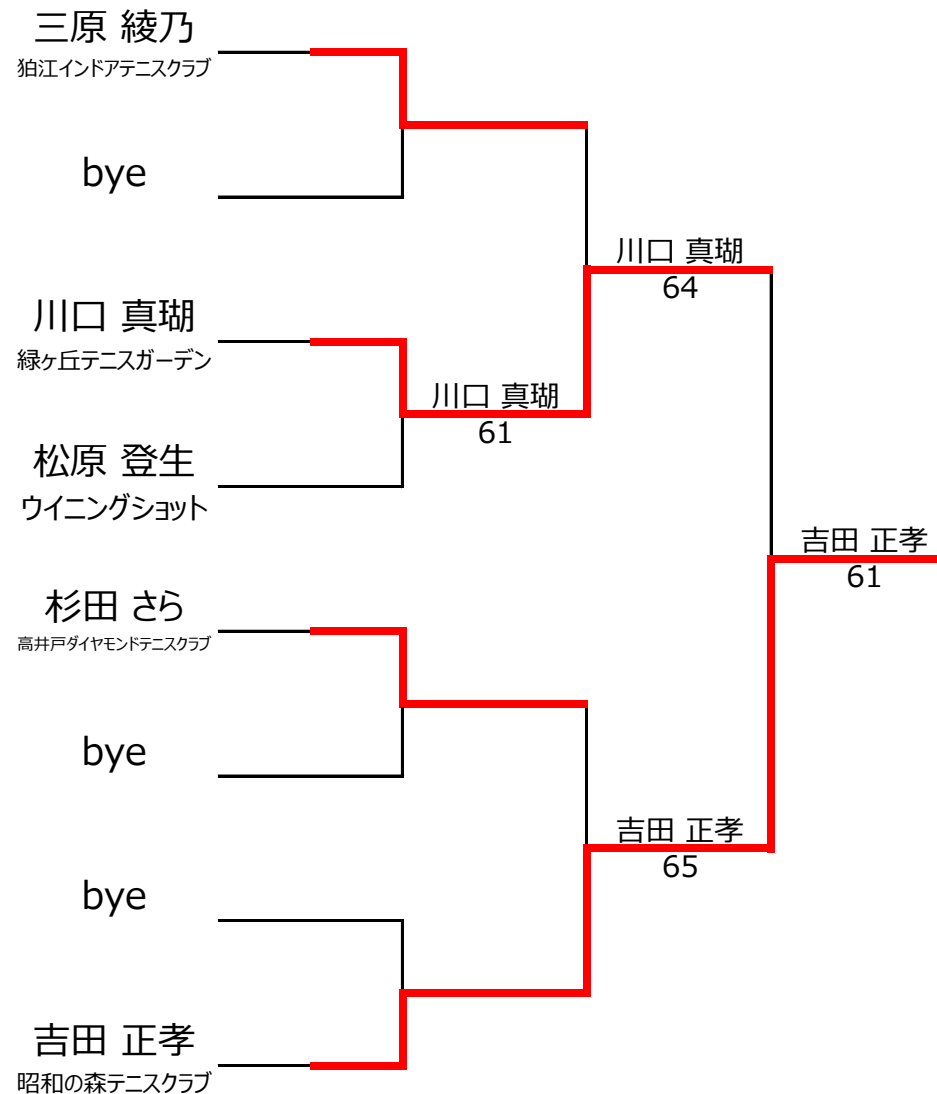 三原 綾乃
狛江インドアテニスクラブ
bye
川口 真瑚
64
川口 真瑚
緑ヶ丘テニスガーデン
川口 真瑚
61
松原 登生
ウイニングショット
吉田 正孝
61
杉田 さら
高井戸ダイヤモンドテニスクラブ
bye
吉田 正孝
65
bye
吉田 正孝
昭和の森テニスクラブ